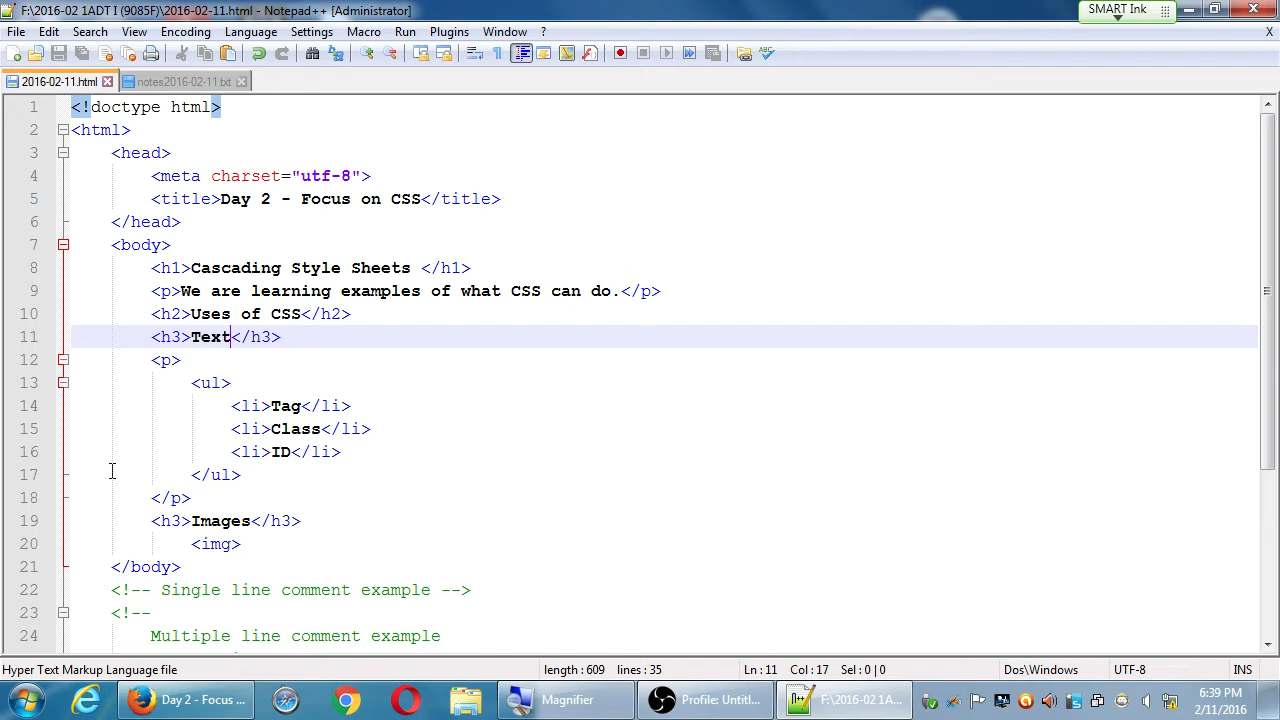 F:\2016-02 1ADT I (9085F)\2016-02-11.html - Notepad++ [Administrator]
SMART Ink
File Edit Search View Encoding Language Settings Macro Run Plugins Window ? X
2016-02-11.html notes2016-02-11.txt
1 <!doctype html>
2 <html>
3 <head>
4 <meta charset="utf-8">
5 <title>Day 2 - Focus on CSS</title>
6 </head>
7 <body>
8 <h1>Cascading Style Sheets </h1>
9 <p>We are learning examples of what CSS can do.</p>
10 <h2>Uses of CSS</h2>
11 <h3>Text</h3>
12 <p>
13 <ul>
14 <li>Tag</li>
15 <li>Class</li>
16 <li>ID</li>
17 </ul>
18 </p>
19 <h3>Images</h3>
20 <img>
21 </body>
22 <!-- Single line comment example -->
23 <!--
24 Multiple line comment example
Hyper Text Markup Language file length : 609 lines : 35 Ln : 11 Col : 17 Sel : 0 | 0 Dos\Windows UTF-8 INS
Day 2 - Focus ... Magnifier Profile: Untitl... F:\2016-02 1A... 6:39 PM
2/11/2016